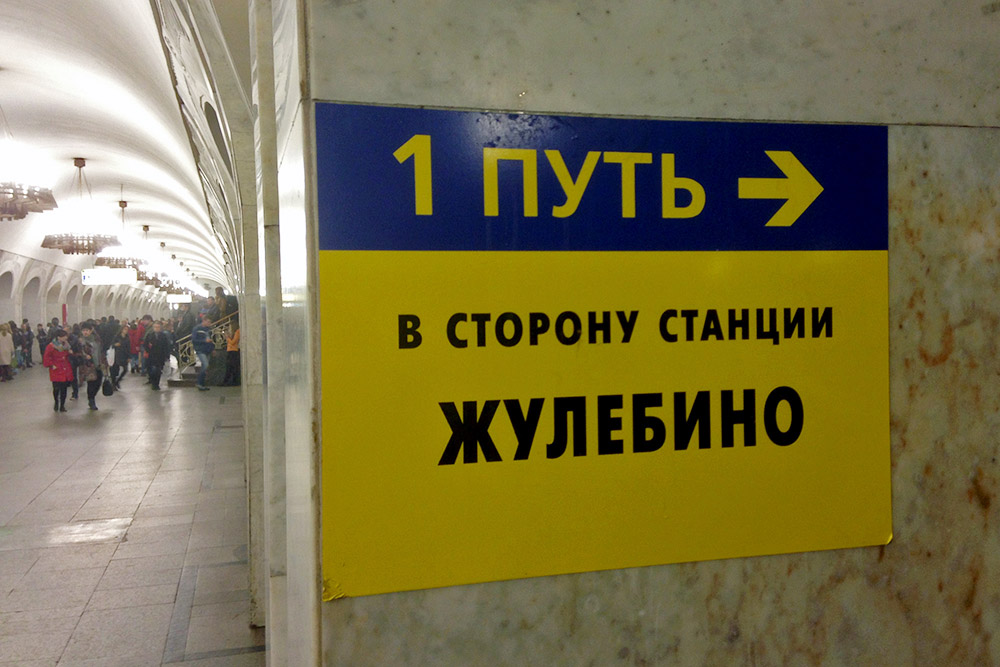 1 ПУТЬ →
В СТОРОНУ СТАНЦИИ
ЖУЛЕБИНО